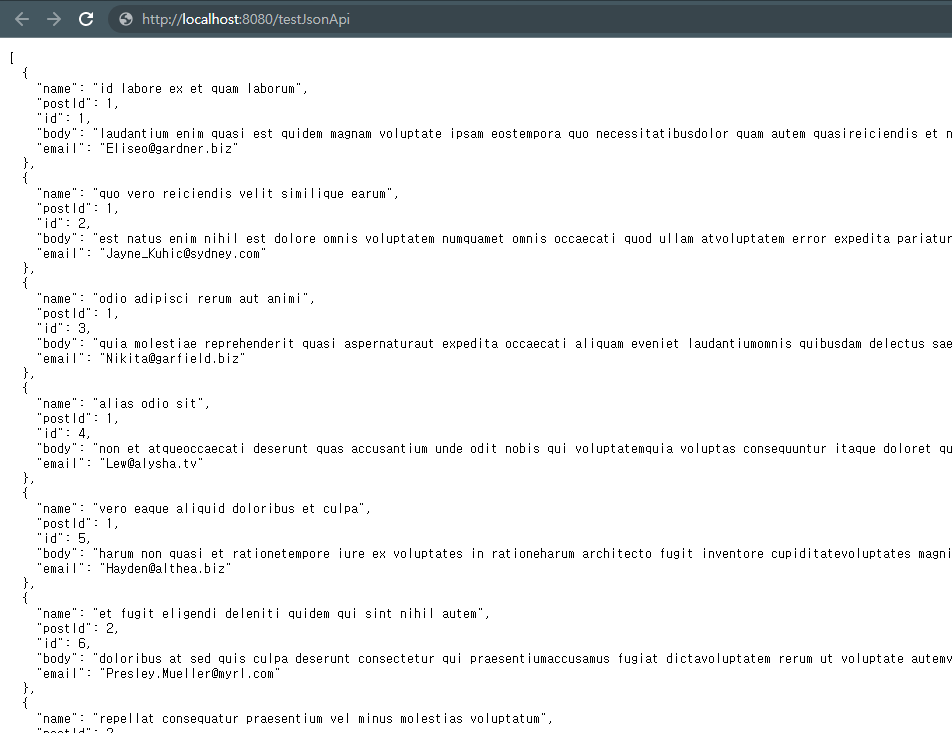 http://localhost:8080/testJsonApi
[
{
"name": "id labore ex et quam laborum",
"postId": 1,
"id": 1,
"body": "laudantium enim quasi est quidem magnam voluptate ipsam eostempora quo necessitatibusdolor quam autem quasireiciendis et n
"email": "Eliseo@gardner.biz"
},
{
"name": "quo vero reiciendis velit similique earum",
"postId": 1,
"id": 2,
"body": "est natus enim nihil est dolore omnis voluptatem numquamet omnis occaecati quod ullam atvoluptatem error expedita pariatur
"email": "Jayne_Kuhic@sydney.com"
},
{
"name": "odio adipisci rerum aut animi",
"postId": 1,
"id": 3,
"body": "quia molestiae reprehenderit quasi aspernaturaut expedita occaecati aliquam eveniet laudantiumomnis quibusdam delectus sae
"email": "Nikita@garfield.biz"
},
{
"name": "alias odio sit",
"postId": 1,
"id": 4,
"body": "non et atqueoccaecati deserunt quas accusantium unde odit nobis qui voluptatemquia voluptas consequuntur itaque doloret qu
"email": "Lew@alysha.tv"
},
{
"name": "vero eaque aliquid doloribus et culpa",
"postId": 1,
"id": 5,
"body": "harum non quasi et rationetempore iure ex voluptates in rationeharum architecto fugit inventore cupiditatevoluptates magni
"email": "Hayden@althea.biz"
},
{
"name": "et fugit eligendi deleniti quidem qui sint nihil autem",
"postId": 2,
"id": 6,
"body": "doloribus at sed quis culpa deserunt consectetur qui praesentiumaccusamus fugiat dictavoluptatem rerum ut voluptate autemv
"email": "Presley.Mueller@myrl.com"
},
{
"name": "repellat consequatur praesentium vel minus molestias voluptatum",
"postId": 2,